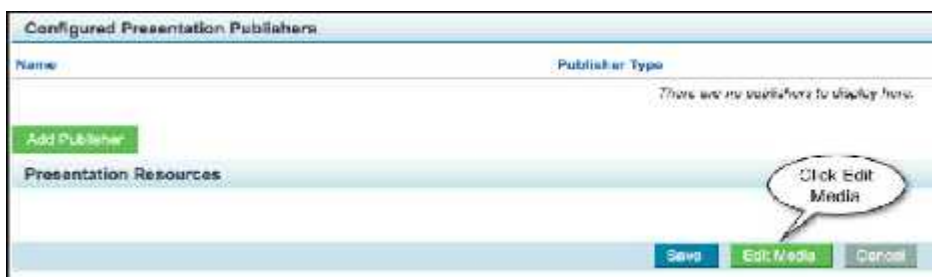 Configured Presentation Publishers
Name Publisher Type
There are no publishers to display here.
Add Publisher
Presentation Resources
Click Edit
Media
Save Edit Media Cancel